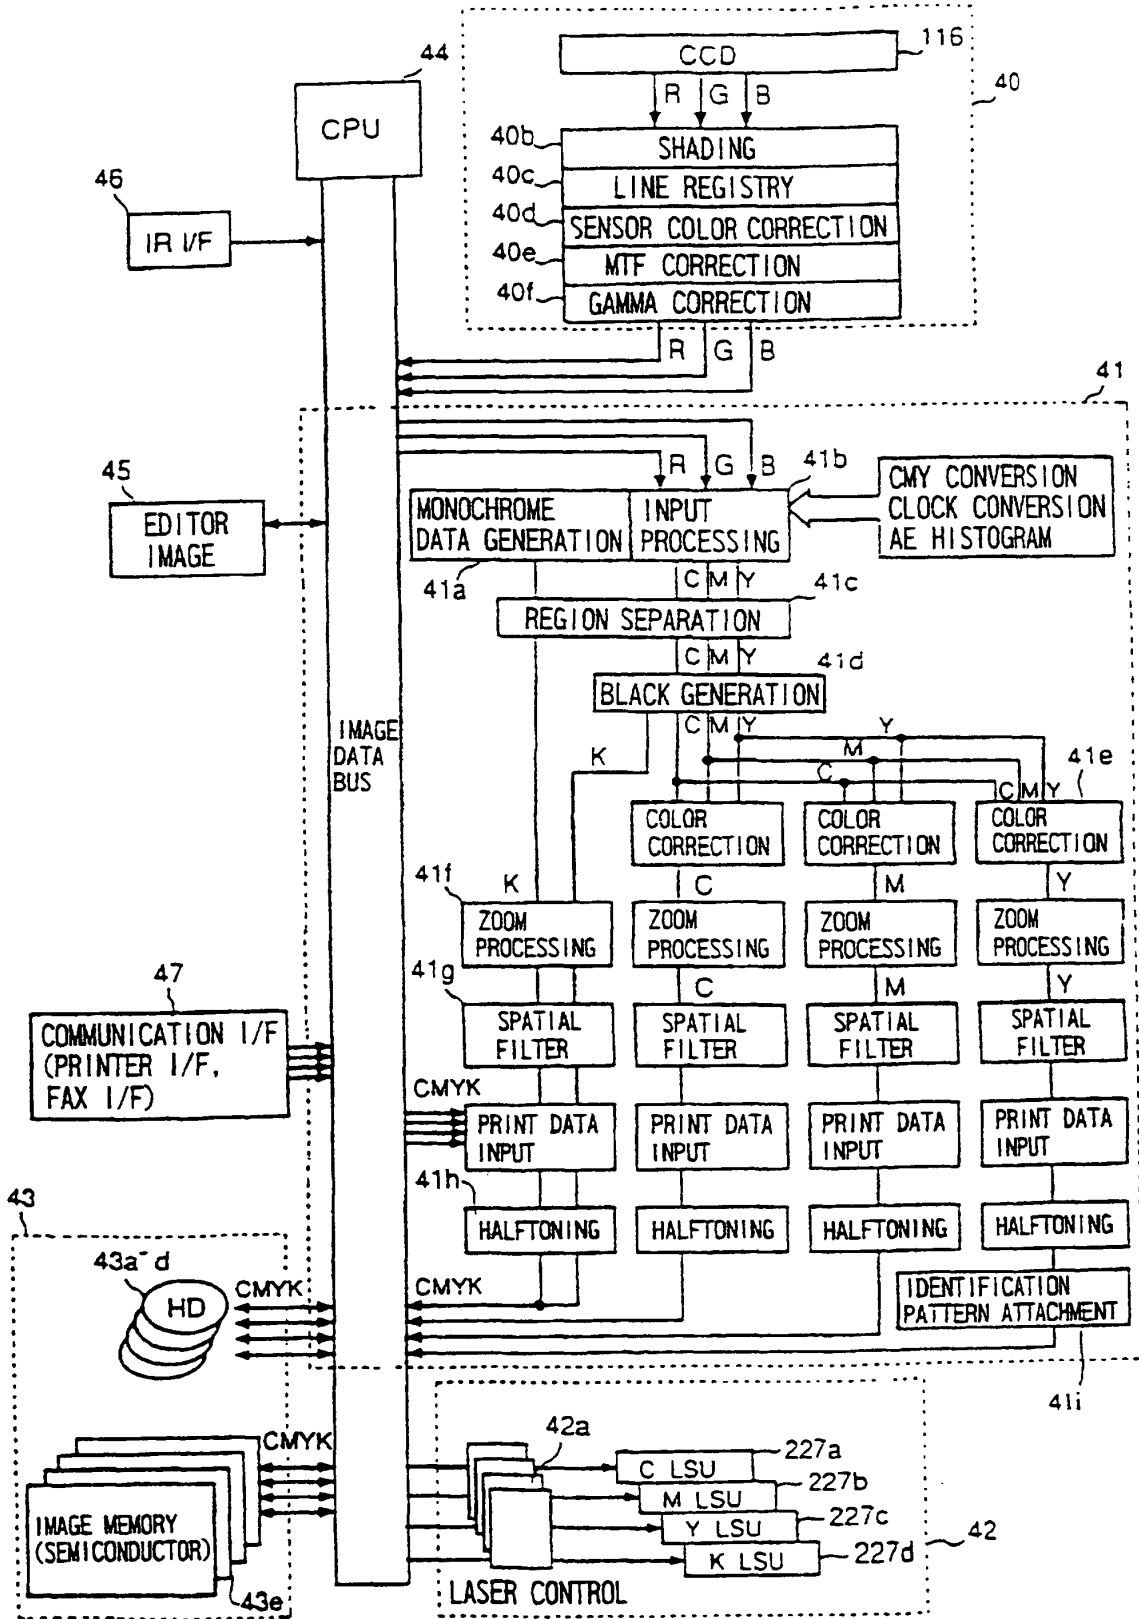 CCD
116
44
R G B
40
CPU
40b
SHADING
40c
LINE REGISTRY
46
40d
SENSOR COLOR CORRECTION
IR I/F
40e
MTF CORRECTION
40f
GAMMA CORRECTION
R G B
41
R G B
41b
CMY CONVERSION
CLOCK CONVERSION
AE HISTOGRAM
45
EDITOR
IMAGE
MONOCHROME
DATA GENERATION
INPUT
PROCESSING
41a
C M Y
41c
REGION SEPARATION
C M Y
41d
BLACK GENERATION
IMAGE
DATA
BUS
C M Y
Y
K
M
41e
C
C M Y
COLOR
CORRECTION
COLOR
CORRECTION
COLOR
CORRECTION
41f
K
C
M
Y
ZOOM
PROCESSING
ZOOM
PROCESSING
ZOOM
PROCESSING
ZOOM
PROCESSING
47
41g
C
M
Y
COMMUNICATION I/F
(PRINTER I/F,
FAX I/F)
SPATIAL
FILTER
SPATIAL
FILTER
SPATIAL
FILTER
SPATIAL
FILTER
CMYK
PRINT DATA
INPUT
PRINT DATA
INPUT
PRINT DATA
INPUT
PRINT DATA
INPUT
41h
43
HALFTONING
HALFTONING
HALFTONING
HALFTONING
43a-d
CMYK
HD
CMYK
IDENTIFICATION
PATTERN ATTACHMENT
41i
CMYK
42a
227a
C LSU
227b
M LSU
227c
IMAGE MEMORY
(SEMICONDUCTOR)
Y LSU
42
227d
K LSU
43e
LASER CONTROL